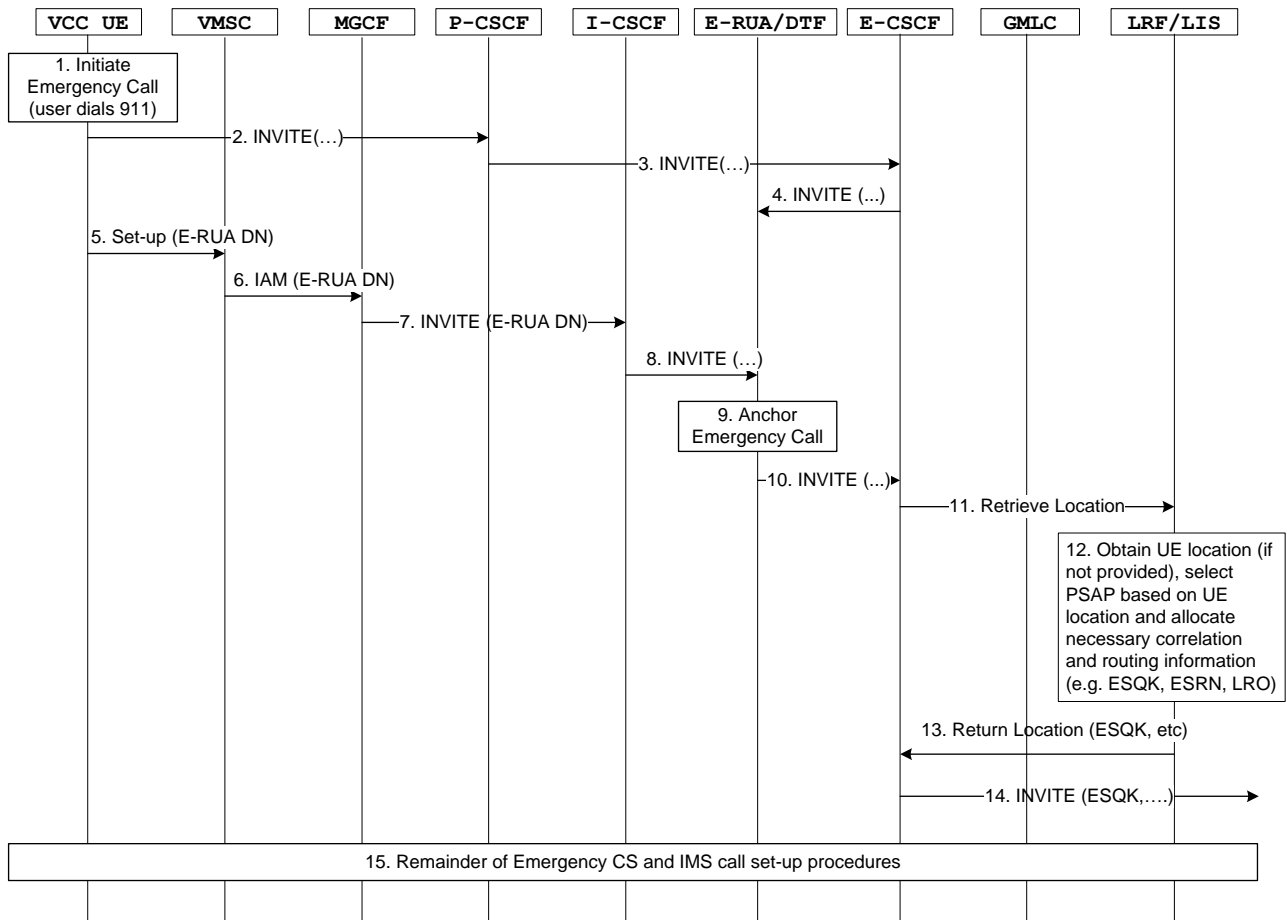 VCC UE
VMSC
MGCF
P-CSCF
I-CSCF
E-RUA/DTF
E-CSCF
GMLC
LRF/LIS
1. Initiate
Emergency Call
(user dials 911)
2. INVITE(…)
3. INVITE(…)
4. INVITE (...)
5. Set-up (E-RUA DN)
6. IAM (E-RUA DN)
7. INVITE (E-RUA DN)
8. INVITE (…)
9. Anchor
Emergency Call
10. INVITE (...)
11. Retrieve Location
12. Obtain UE location (if
not provided), select
PSAP based on UE
location and allocate
necessary correlation
and routing information
(e.g. ESQK, ESRN, LRO)
13. Return Location (ESQK, etc)
14. INVITE (ESQK,….)
15. Remainder of Emergency CS and IMS call set-up procedures